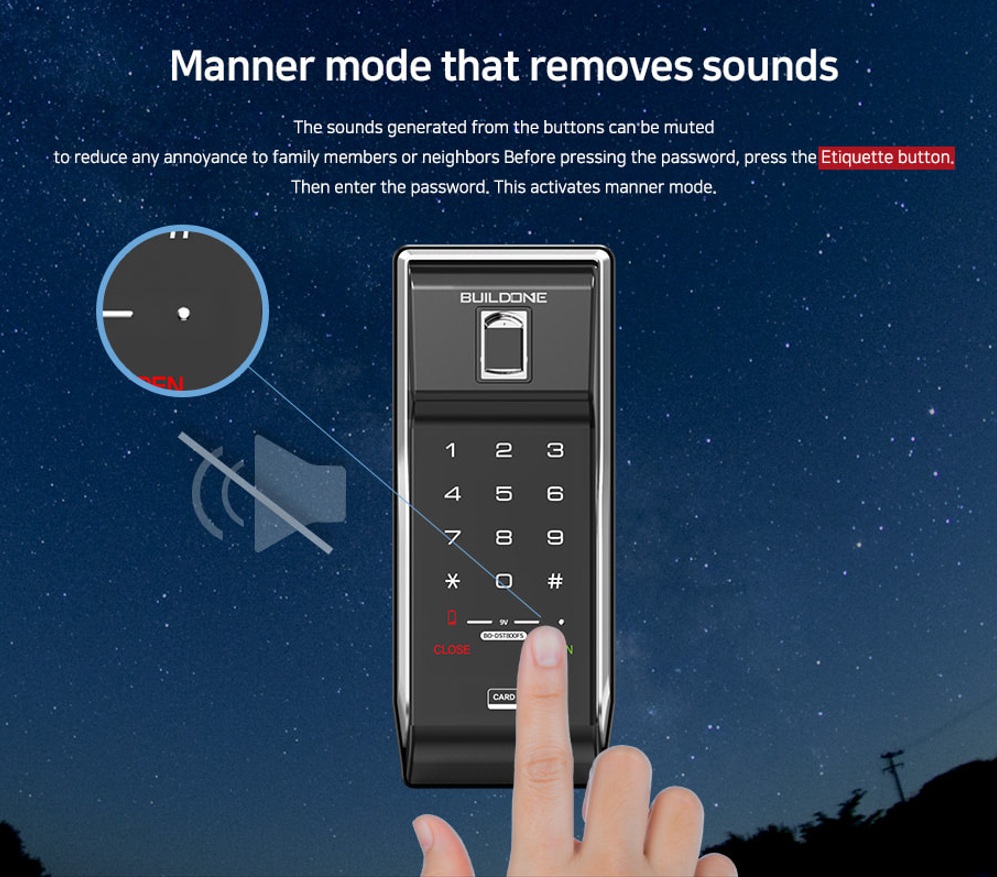 Manner mode that removes sounds
The sounds generated from the buttons can be muted
to reduce any annoyance to family members or neighbors Before pressing the password, press the Etiquette button.
Then enter the password. This activates manner mode.
BUILDONE
1 2 3
4 5 6
7 8 9
* 0 #
9V
BO-DST800FS
CLOSE
CARD